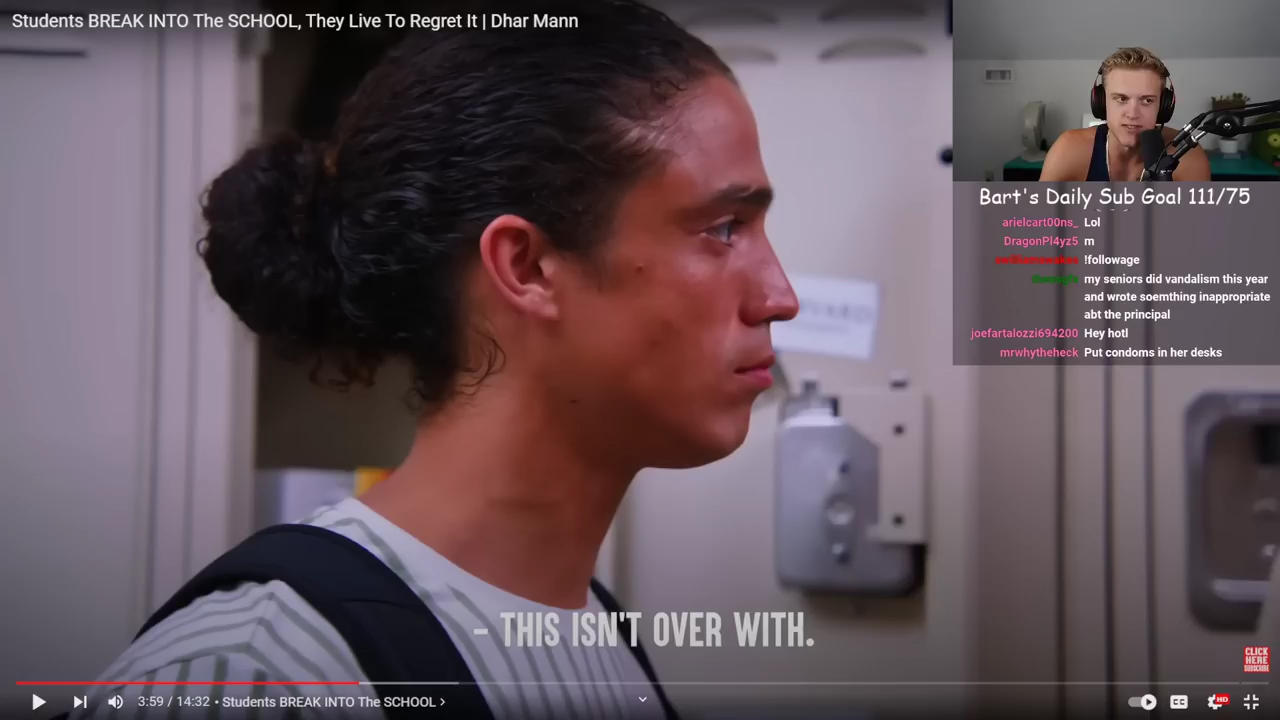 Students BREAK INTO The SCHOOL, They Live To Regret It | Dhar Mann
Bart's Daily Sub Goal 111/75
arielcart00ns_ Lol
DragonPl4yz5 m
!followage
my seniors did vandalism this year
and wrote soemthing inappropriate
abt the principal
joefartalozzi694200 Hey hotl
mrwhytheheck Put condoms in her desks
- THIS ISN'T OVER WITH.
CLICK
HERE
SUBSCRIBE
3:59 / 14:32 • Students BREAK INTO The SCHOOL >
CC
HD